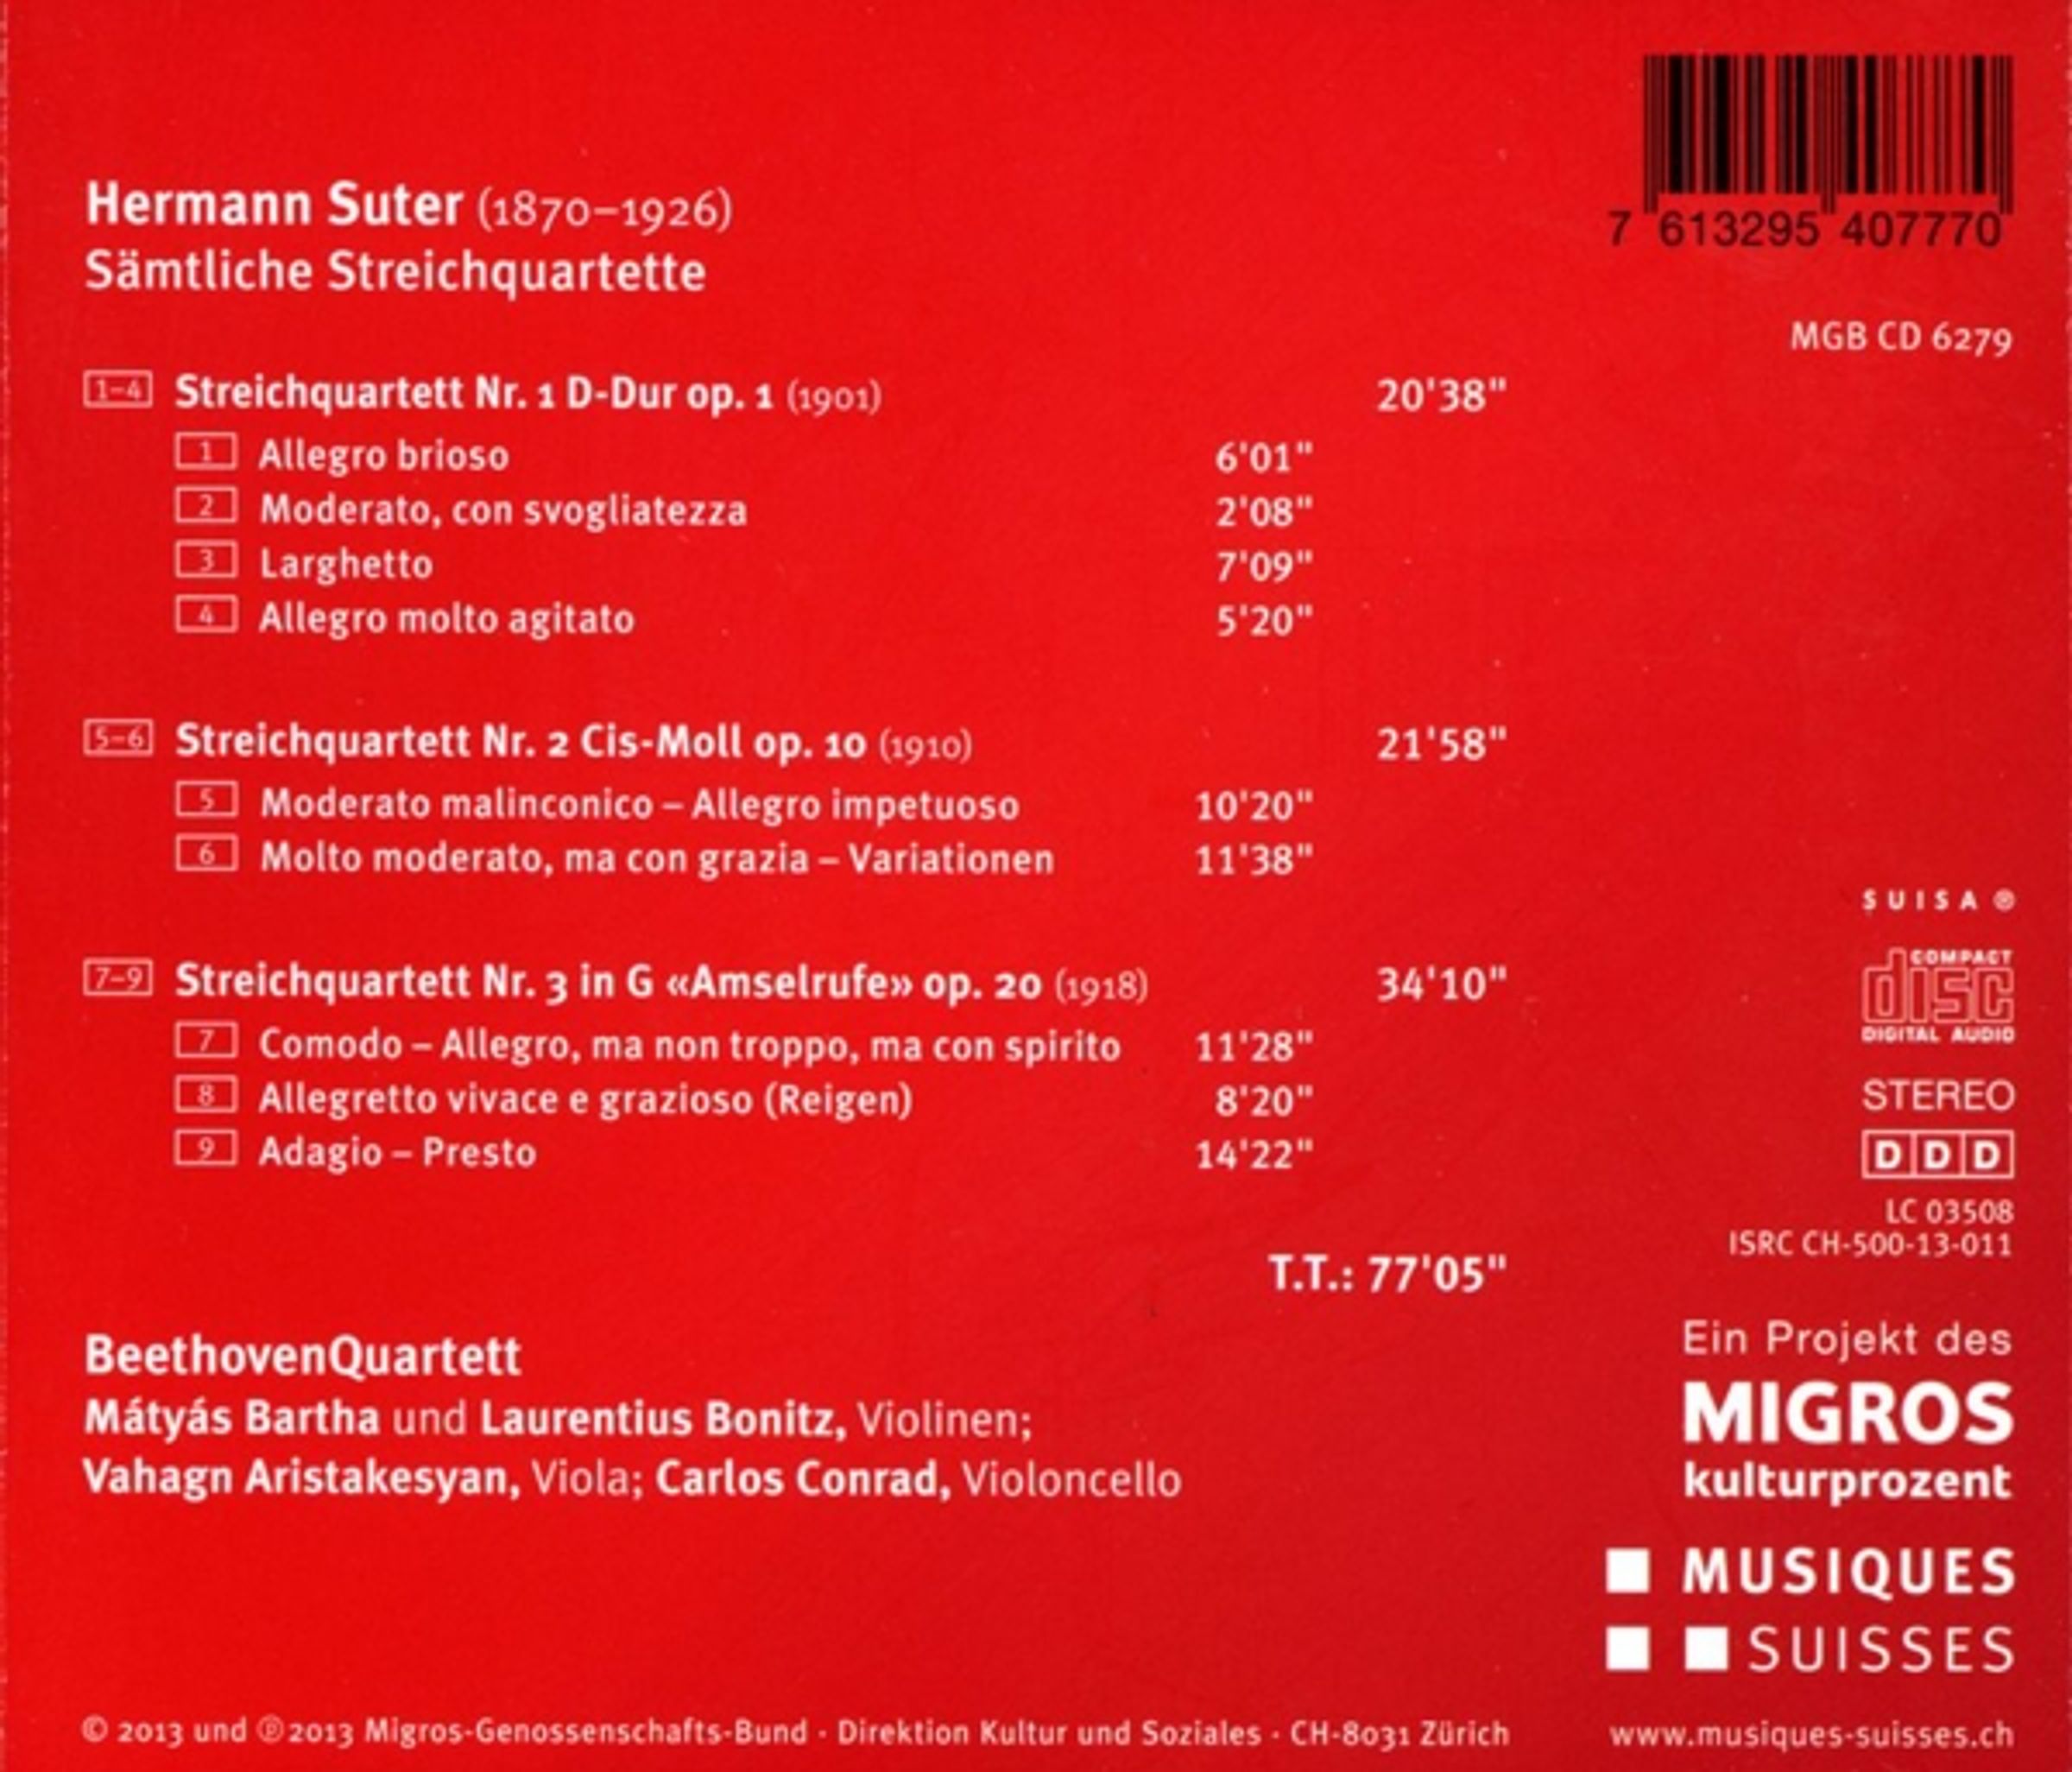 7 613295 407770
MGB CD 6279
Hermann Suter (1870–1926)
Sämtliche Streichquartette
1–4 Streichquartett Nr. 1 D-Dur op. 1 (1901) 20'38"
1 Allegro brioso 6'01"
2 Moderato, con svogliatezza 2'08"
3 Larghetto 7'09"
4 Allegro molto agitato 5'20"
5–6 Streichquartett Nr. 2 Cis-Moll op. 10 (1910) 21'58"
5 Moderato malinconico – Allegro impetuoso 10'20"
6 Molto moderato, ma con grazia – Variationen 11'38"
7–9 Streichquartett Nr. 3 in G «Amselrufe» op. 20 (1918) 34'10"
7 Comodo – Allegro, ma non troppo, ma con spirito 11'28"
8 Allegretto vivace e grazioso (Reigen) 8'20"
9 Adagio – Presto 14'22"
T.T.: 77'05"
BeethovenQuartett
Mátyás Bartha und Laurentius Bonitz, Violinen;
Vahagn Aristakesyan, Viola; Carlos Conrad, Violoncello
SUISA ®
COMPACT
disc
DIGITAL AUDIO
STEREO
DDD
LC 03508
ISRC CH-500-13-011
Ein Projekt des
MIGROS
kulturprozent
MUSIQUES
SUISSES
© 2013 und ℗ 2013 Migros-Genossenschafts-Bund · Direktion Kultur und Soziales · CH-8031 Zürich
www.musiques-suisses.ch